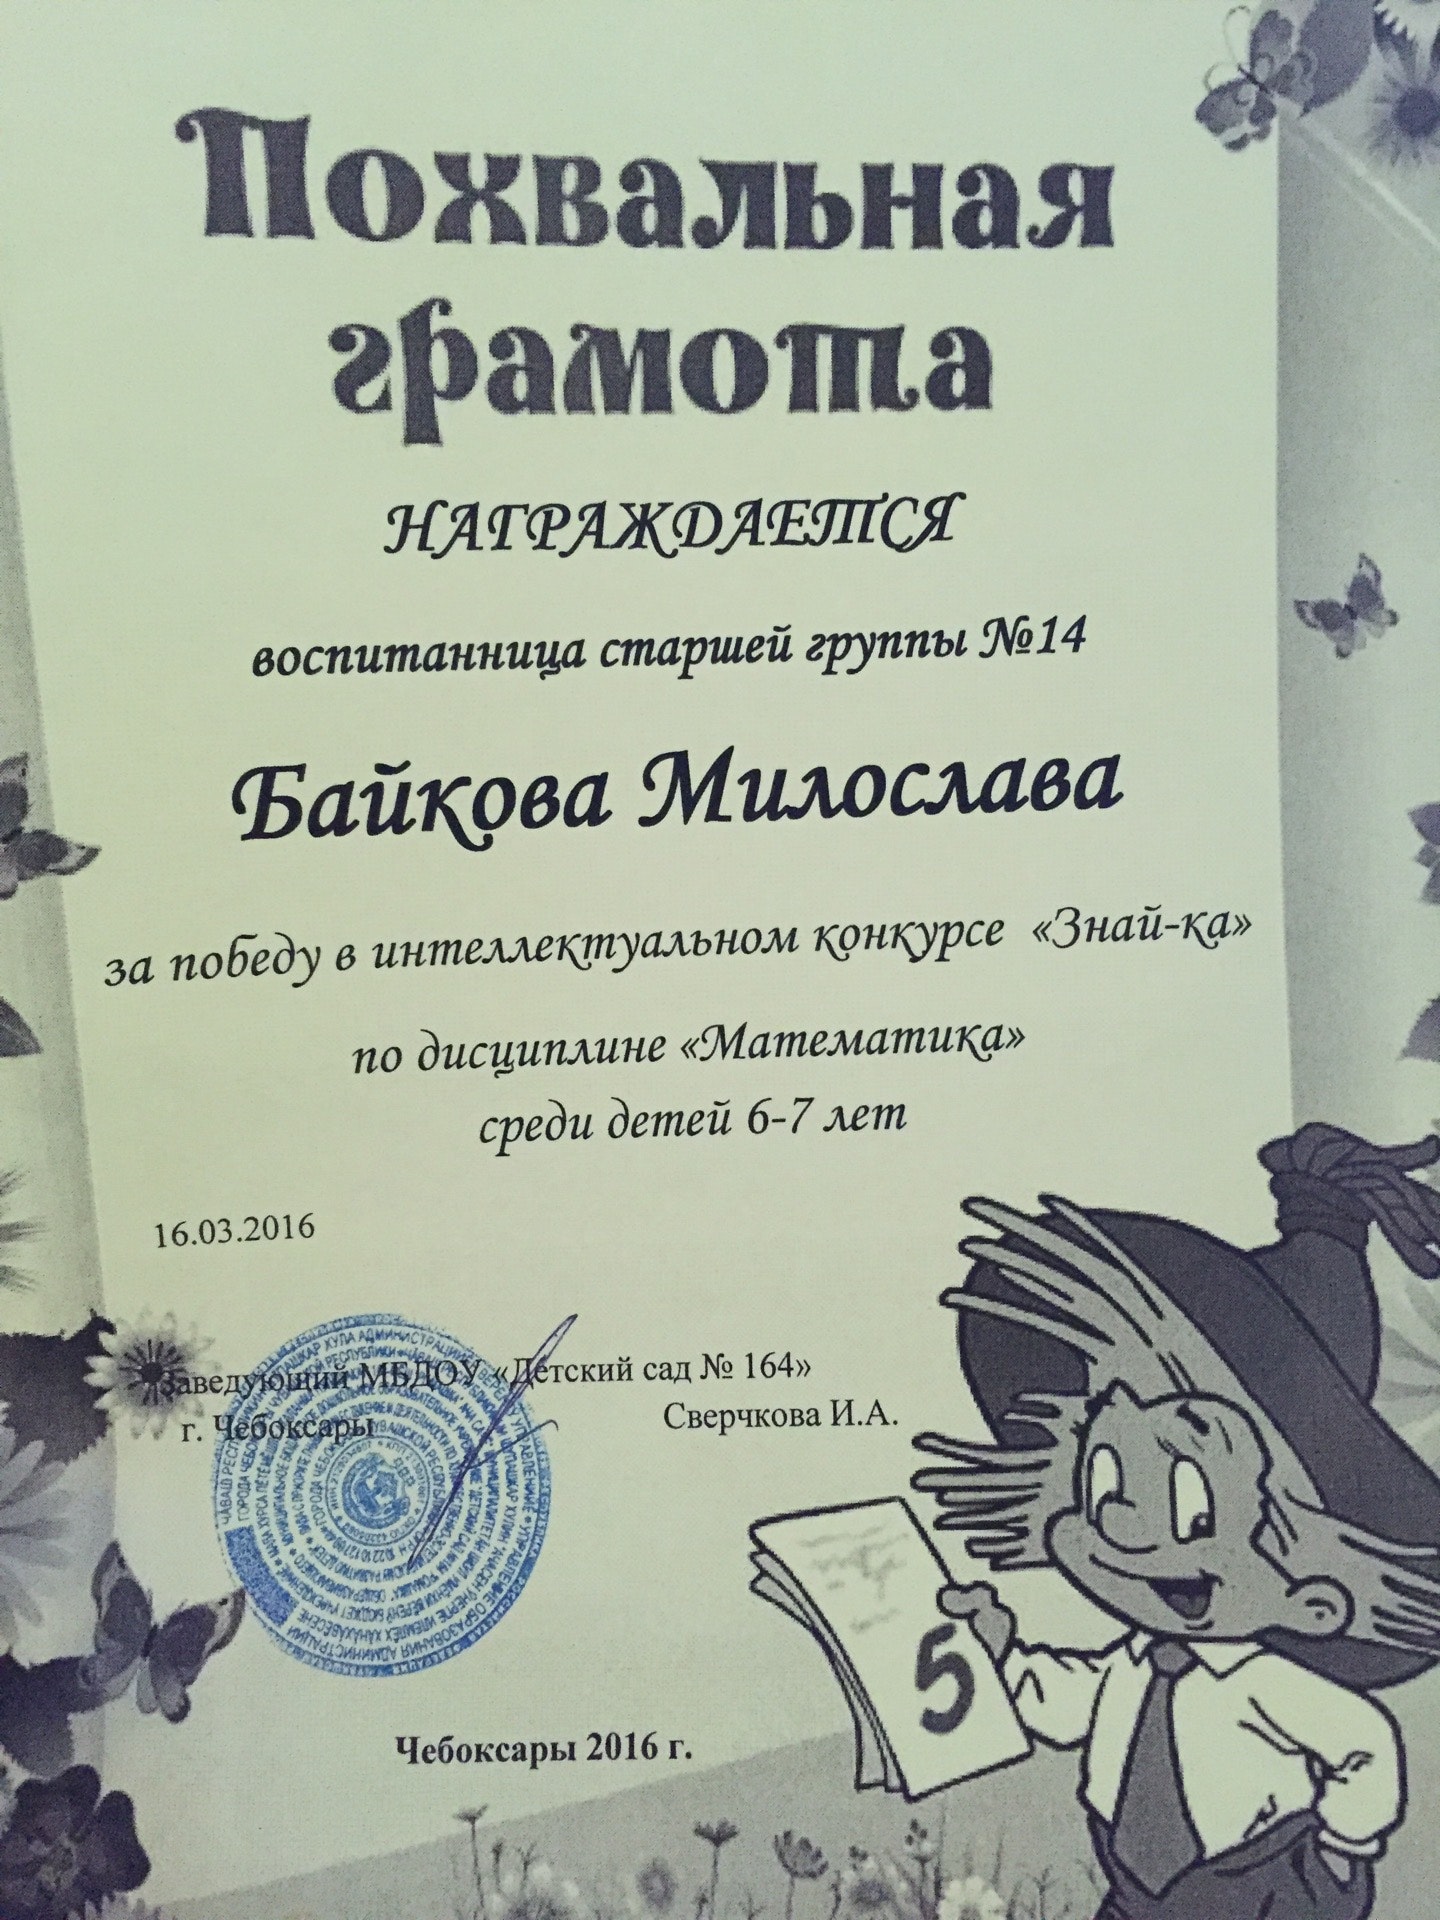 Похвальная
грамота
НАГРАЖДАЕТСЯ
воспитанница старшей группы №14
Байкова Милослава
за победу в интеллектуальном конкурсе «Знай-ка»
по дисциплине «Математика»
среди детей 6-7 лет
16.03.2016
Заведующий МБДОУ «Детский сад № 164»
г. Чебоксары Сверчкова И.А.
5
Чебоксары 2016 г.